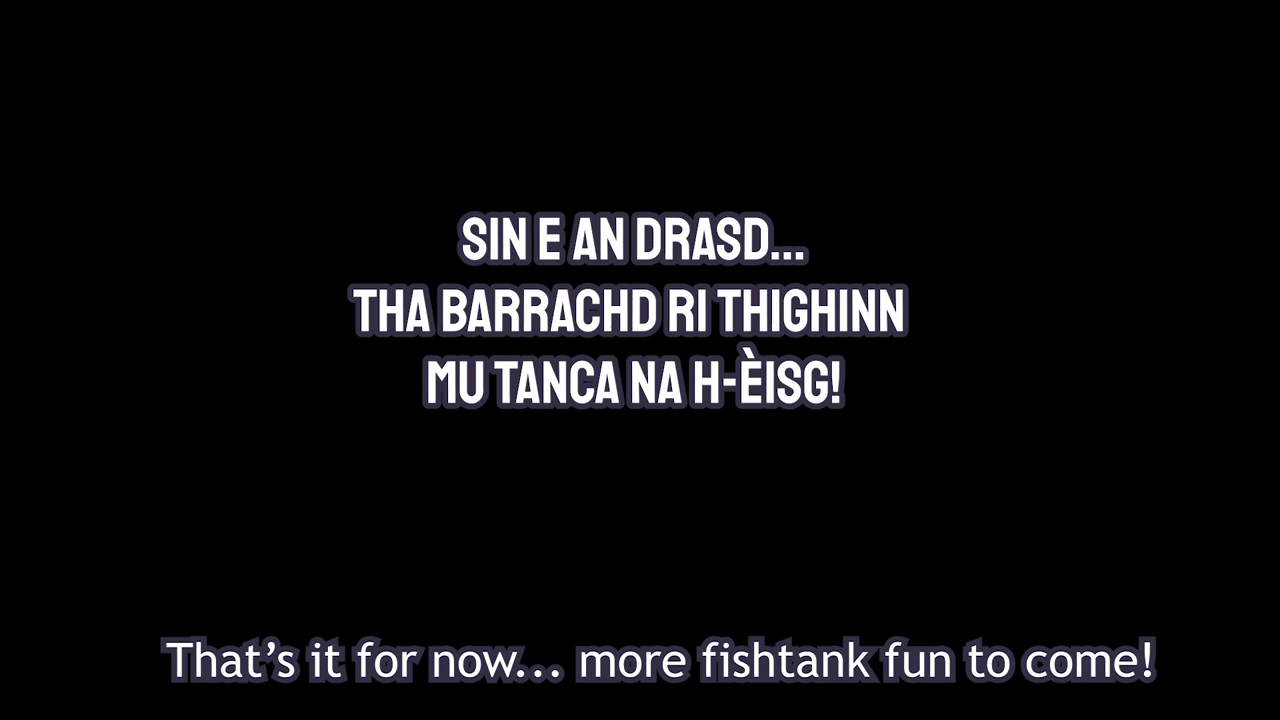 SIN E AN DRASD...
THA BARRACHD RI THIGHINN
MU TANCA NA H-ÈISG!
That's it for now... more fishtank fun to come!